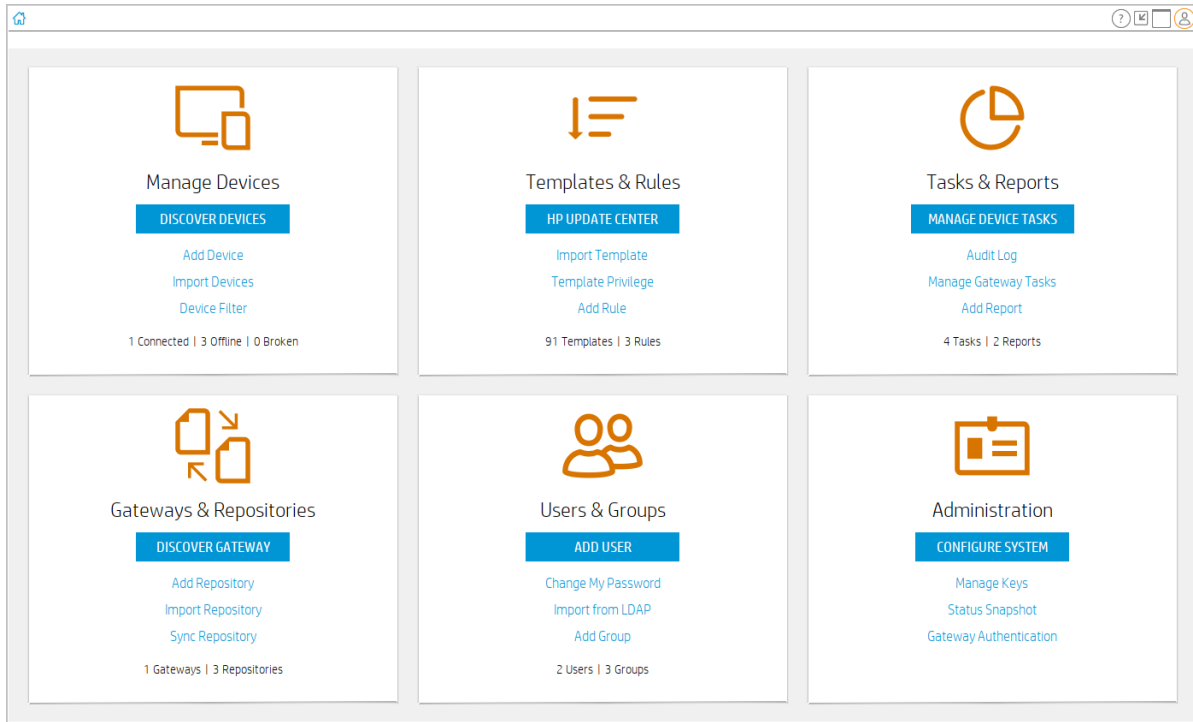 ?
Manage Devices
DISCOVER DEVICES
Add Device
Import Devices
Device Filter
1 Connected | 3 Offline | 0 Broken
Templates & Rules
HP UPDATE CENTER
Import Template
Template Privilege
Add Rule
91 Templates | 3 Rules
Tasks & Reports
MANAGE DEVICE TASKS
Audit Log
Manage Gateway Tasks
Add Report
4 Tasks | 2 Reports
Gateways & Repositories
DISCOVER GATEWAY
Add Repository
Import Repository
Sync Repository
1 Gateways | 3 Repositories
Users & Groups
ADD USER
Change My Password
Import from LDAP
Add Group
2 Users | 3 Groups
Administration
CONFIGURE SYSTEM
Manage Keys
Status Snapshot
Gateway Authentication